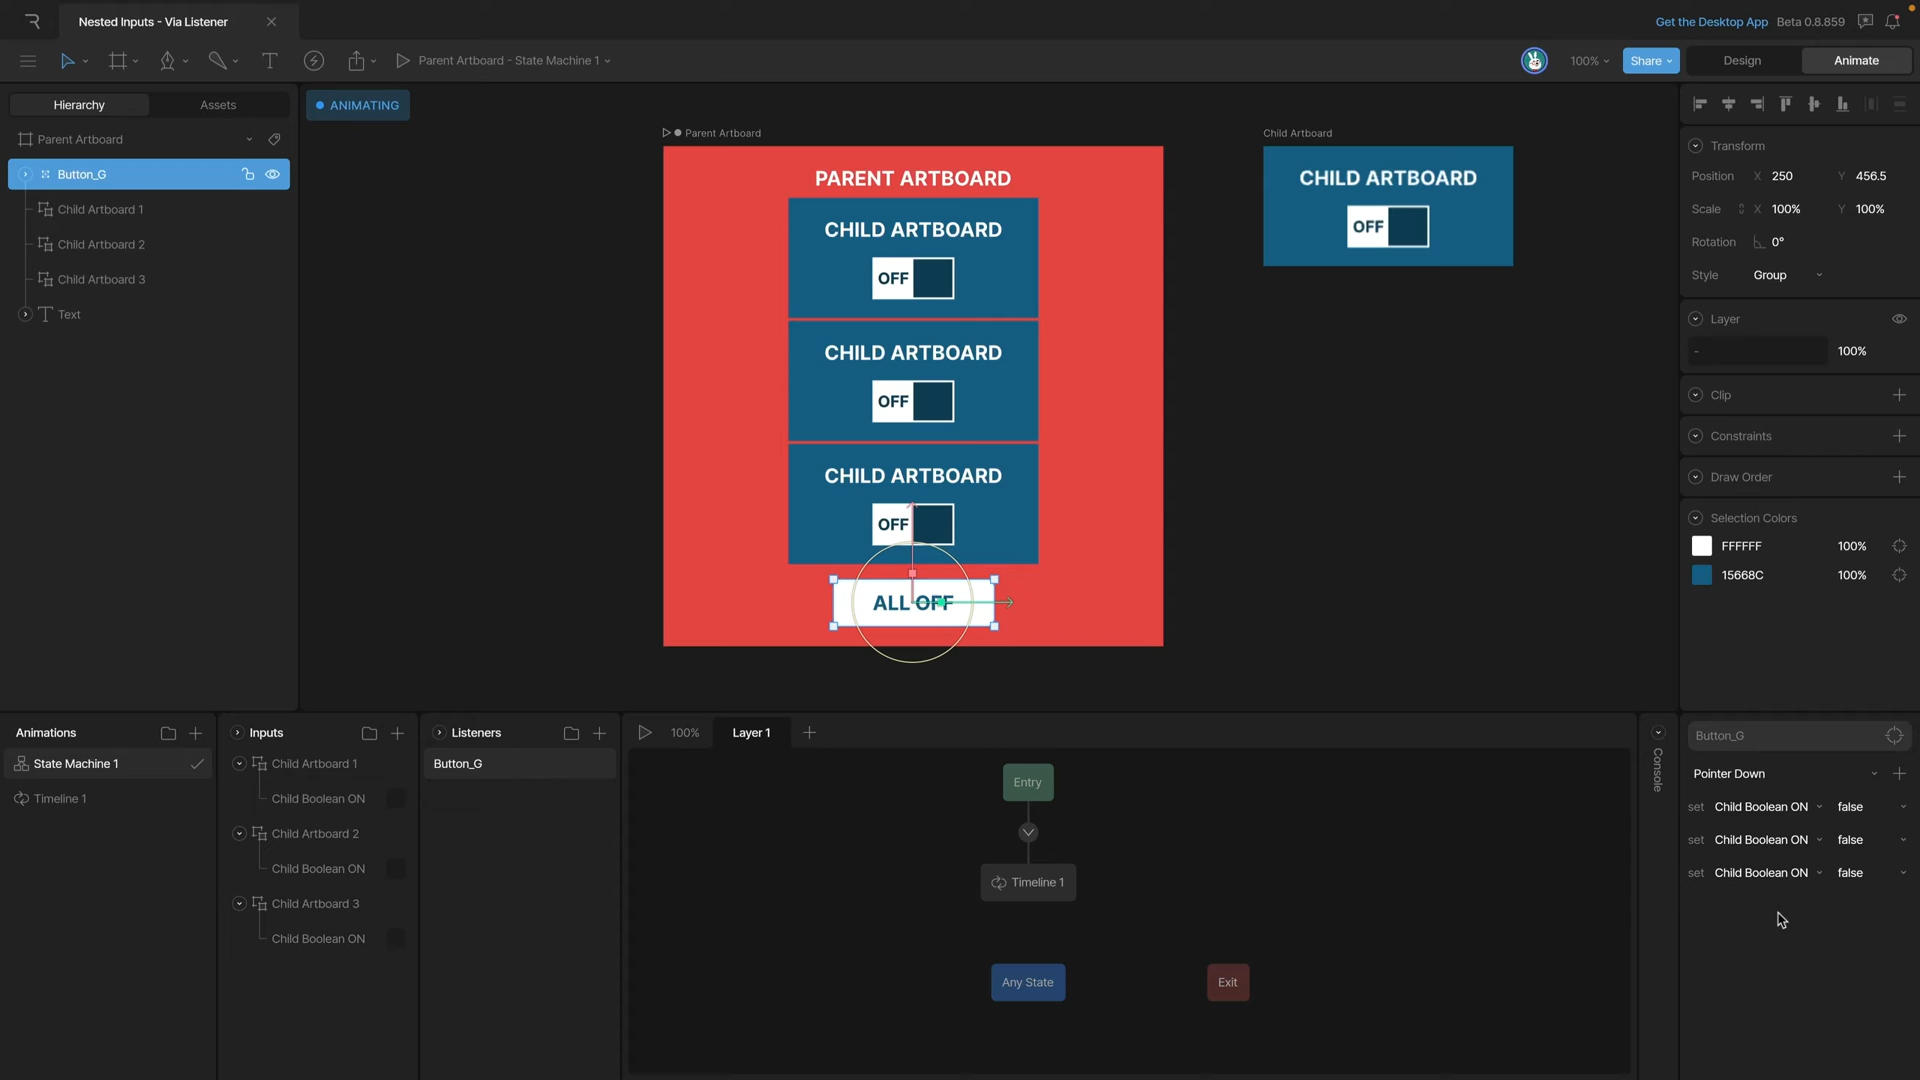 Nested Inputs - Via Listener
Get the Desktop App
Beta 0.8.859
Parent Artboard - State Machine 1
100%
Share
Design
Animate
Hierarchy
Assets
ANIMATING
Parent Artboard
Button_G
Child Artboard 1
Child Artboard 2
Child Artboard 3
Text
Parent Artboard
PARENT ARTBOARD
CHILD ARTBOARD
OFF
CHILD ARTBOARD
OFF
CHILD ARTBOARD
OFF
ALL OFF
Child Artboard
CHILD ARTBOARD
OFF
Transform
Position X 250 Y 456.5
Scale X 100% Y 100%
Rotation 0°
Style Group
Layer
- 100%
Clip
Constraints
Draw Order
Selection Colors
FFFFFF 100%
15668C 100%
Animations
State Machine 1
Timeline 1
Inputs
Child Artboard 1
Child Boolean ON
Child Artboard 2
Child Boolean ON
Child Artboard 3
Child Boolean ON
Listeners
Button_G
100%
Layer 1
Entry
Timeline 1
Any State
Exit
Console
Button_G
Pointer Down
set Child Boolean ON false
set Child Boolean ON false
set Child Boolean ON false